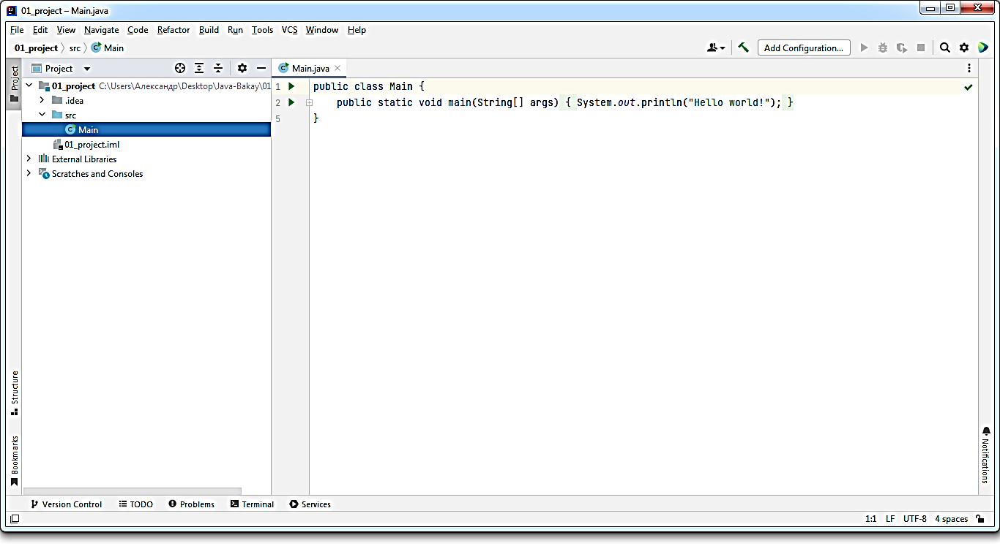 01_project – Main.java
File Edit View Navigate Code Refactor Build Run Tools VCS Window Help
01_project src Main
Add Configuration...
Project
Project
Main.java
01_project C:\Users\Александр\Desktop\Java-Bakay\01
.idea
src
Main
01_project.iml
External Libraries
Scratches and Consoles
1 public class Main {
2 public static void main(String[] args) { System.out.println("Hello world!"); }
5 }
Structure
Bookmarks
Notifications
Version Control TODO Problems Terminal Services
1:1 LF UTF-8 4 spaces